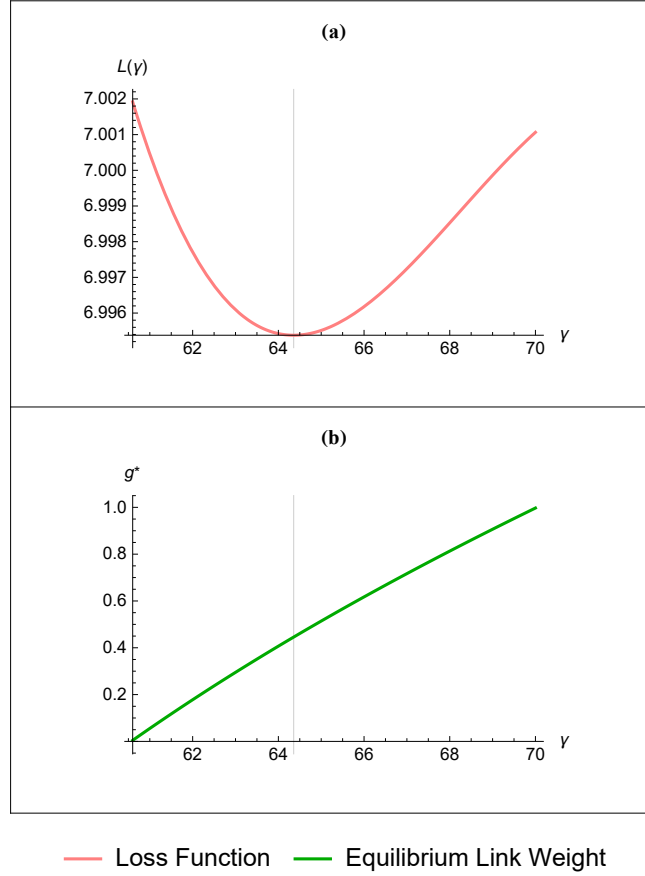 (a)
L(γ)
7.002
7.001
7.000
6.999
6.998
6.997
6.996
62 64 66 68 70 γ
(b)
g*
1.0
0.8
0.6
0.4
0.2
62 64 66 68 70 γ
Loss Function Equilibrium Link Weight